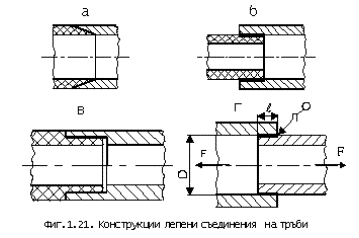 а
б
в
г
ℓ
Л
D
F
F
Фиг.1.21. Конструкции лепени съединения на тръби